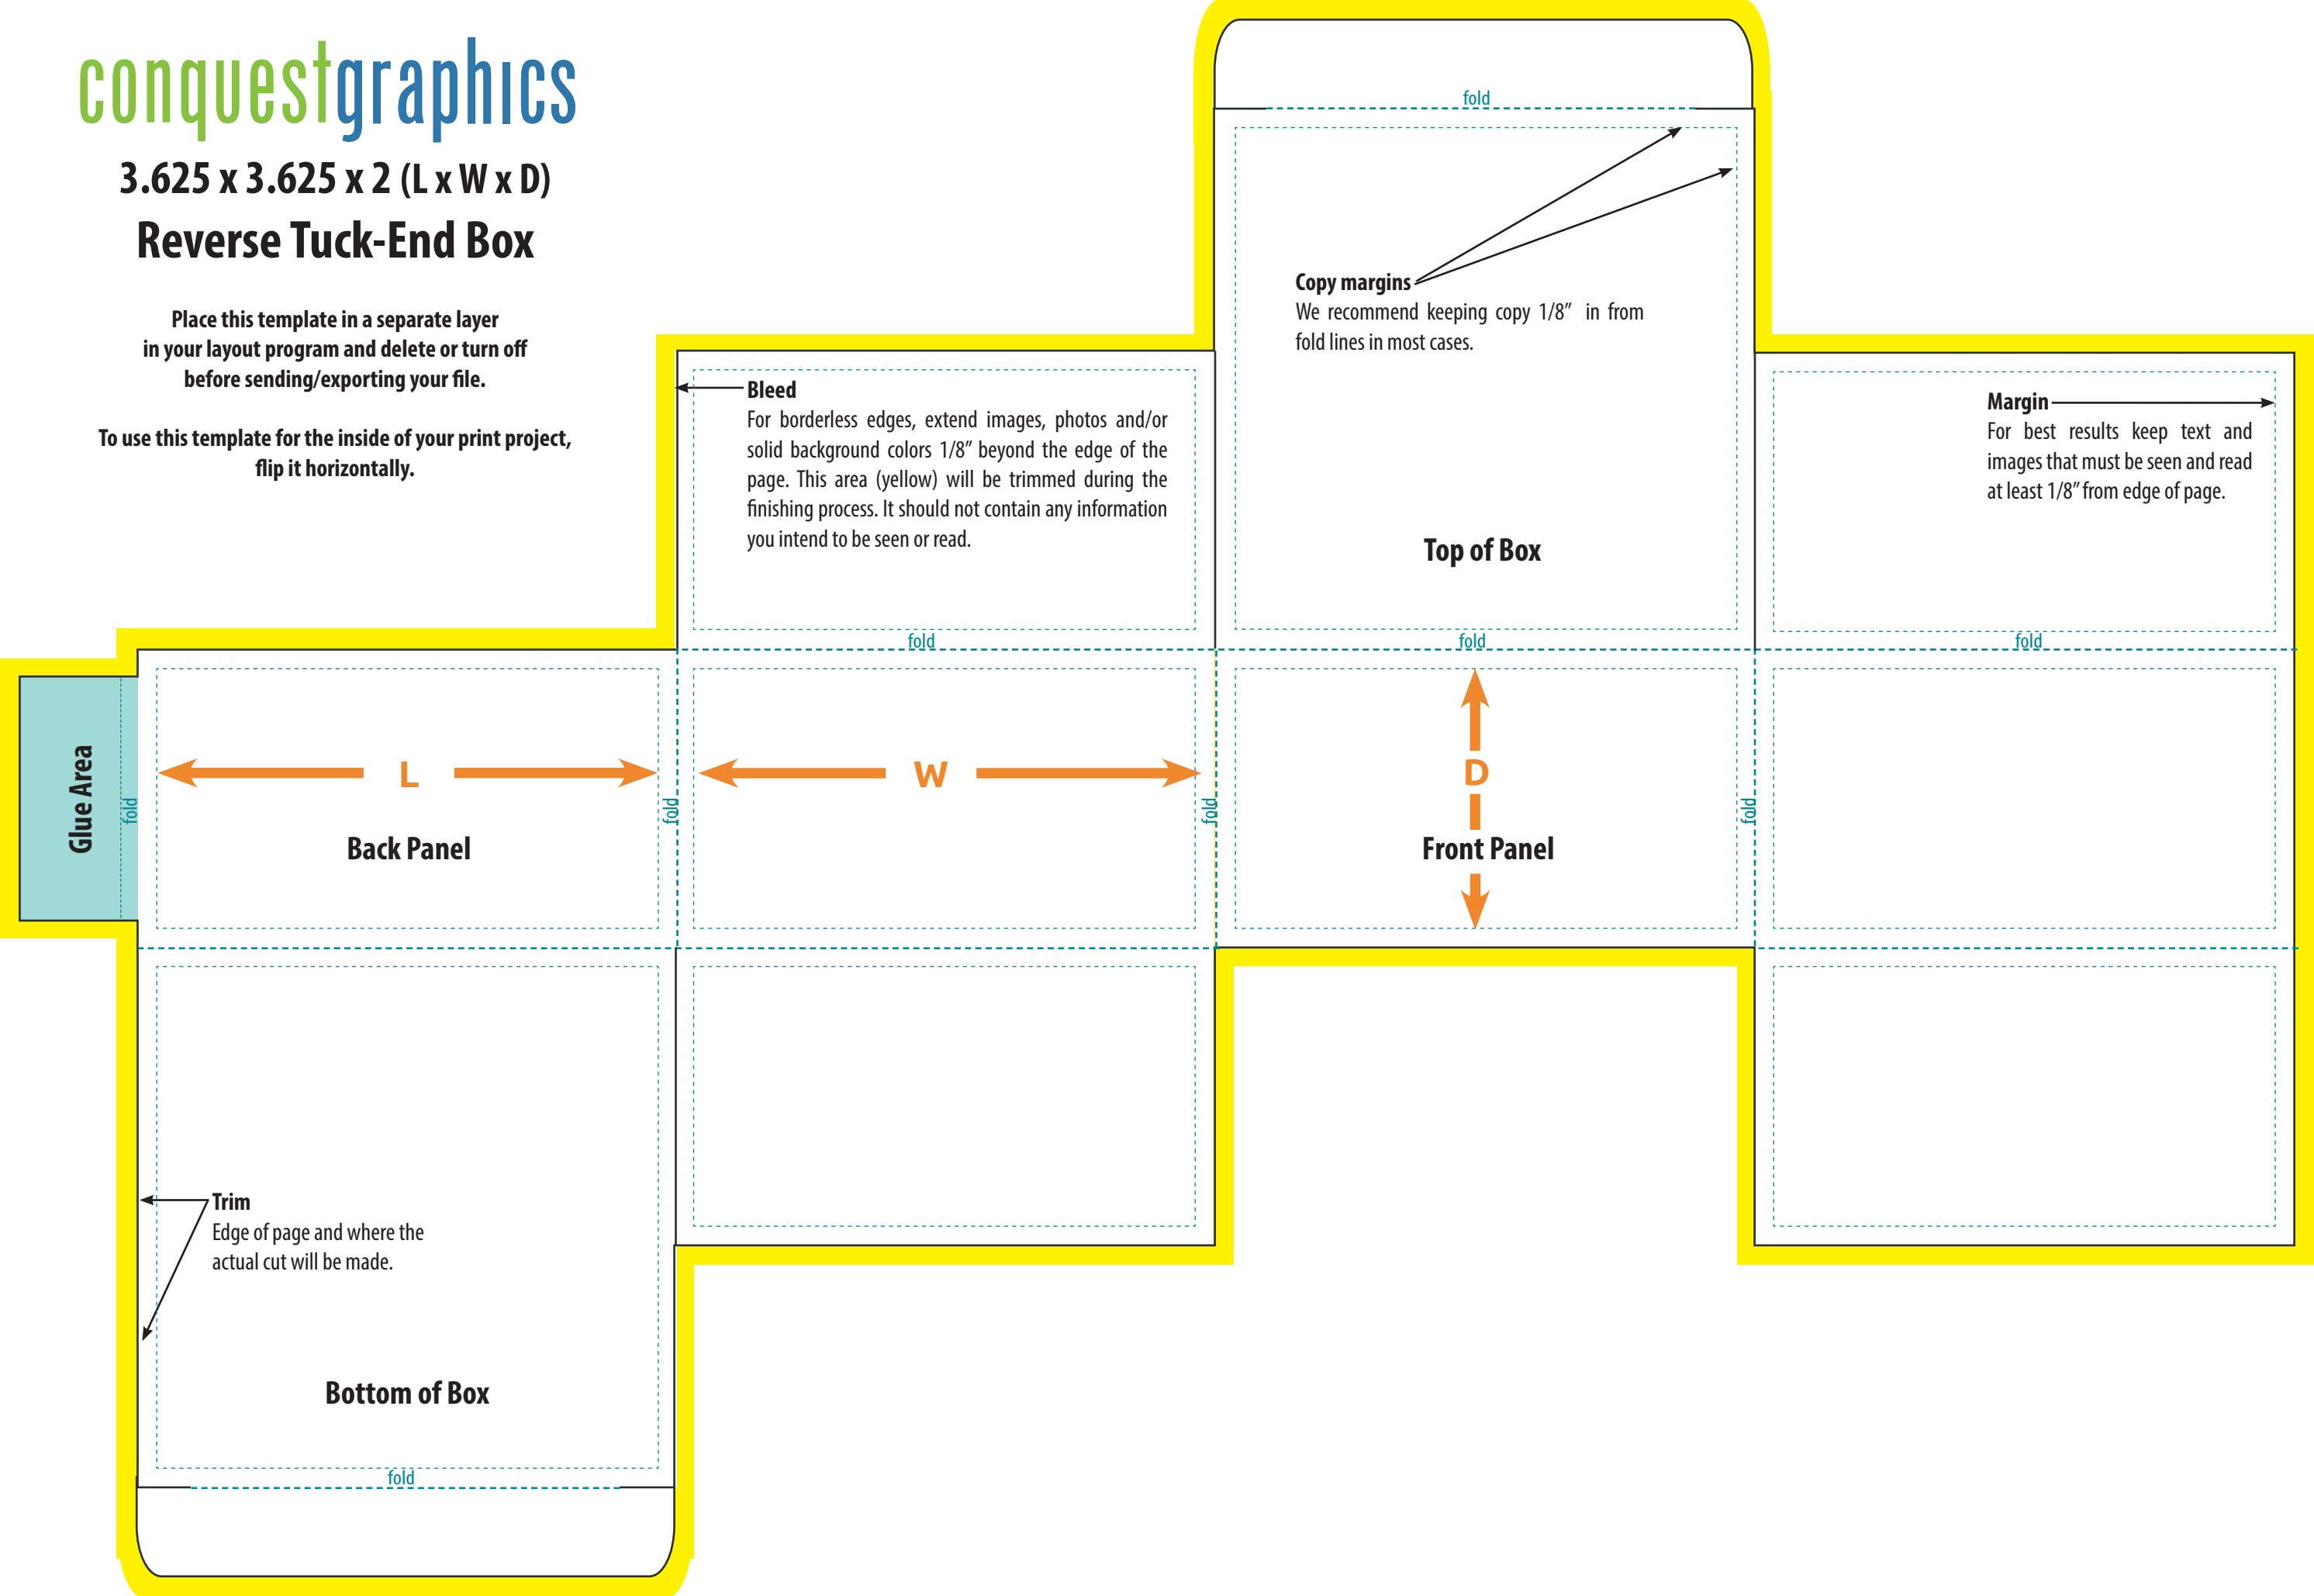 conquestgraphics
3.625 x 3.625 x 2 (L x W x D)
Reverse Tuck-End Box
Place this template in a separate layer
in your layout program and delete or turn off
before sending/exporting your file.
To use this template for the inside of your print project,
flip it horizontally.
fold
Copy margins
We recommend keeping copy 1/8” in from
fold lines in most cases.
Top of Box
Bleed
For borderless edges, extend images, photos and/or
solid background colors 1/8” beyond the edge of the
page. This area (yellow) will be trimmed during the
finishing process. It should not contain any information
you intend to be seen or read.
Margin
For best results keep text and
images that must be seen and read
at least 1/8” from edge of page.
fold
fold
fold
Glue Area
fold
L
Back Panel
fold
W
fold
D
Front Panel
fold
Trim
Edge of page and where the
actual cut will be made.
Bottom of Box
fold